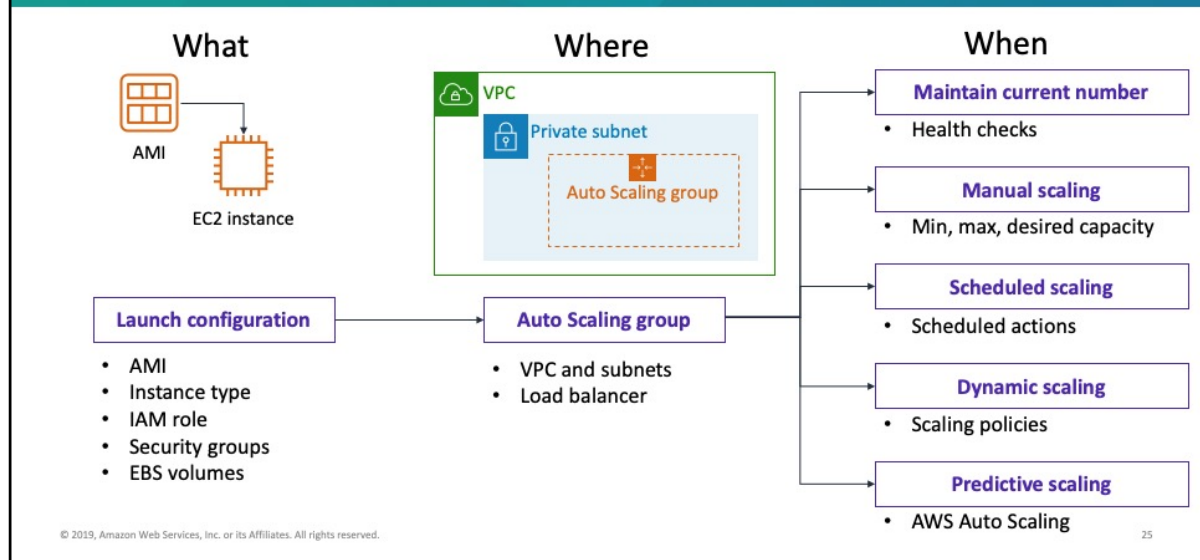 What
Where
When
AMI
EC2 instance
VPC
Private subnet
Auto Scaling group
Launch configuration
• AMI
• Instance type
• IAM role
• Security groups
• EBS volumes
Auto Scaling group
• VPC and subnets
• Load balancer
Maintain current number
• Health checks
Manual scaling
• Min, max, desired capacity
Scheduled scaling
• Scheduled actions
Dynamic scaling
• Scaling policies
Predictive scaling
• AWS Auto Scaling
© 2019, Amazon Web Services, Inc. or its Affiliates. All rights reserved.
25